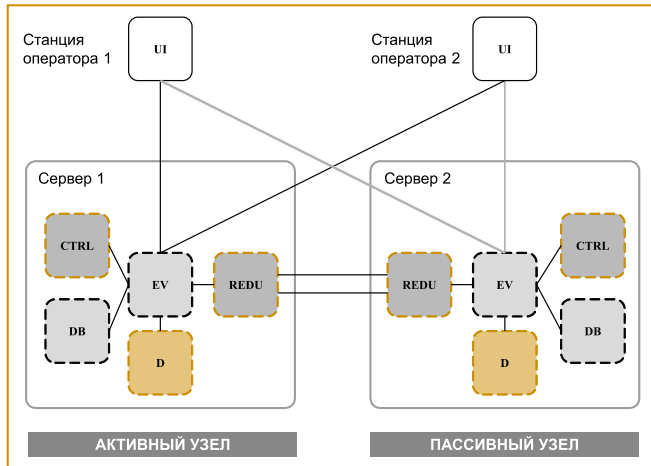 Станция
оператора 1
UI
Станция
оператора 2
UI
Сервер 1
CTRL
EV
REDU
DB
D
Сервер 2
REDU
EV
CTRL
DB
D
АКТИВНЫЙ УЗЕЛ
ПАССИВНЫЙ УЗЕЛ